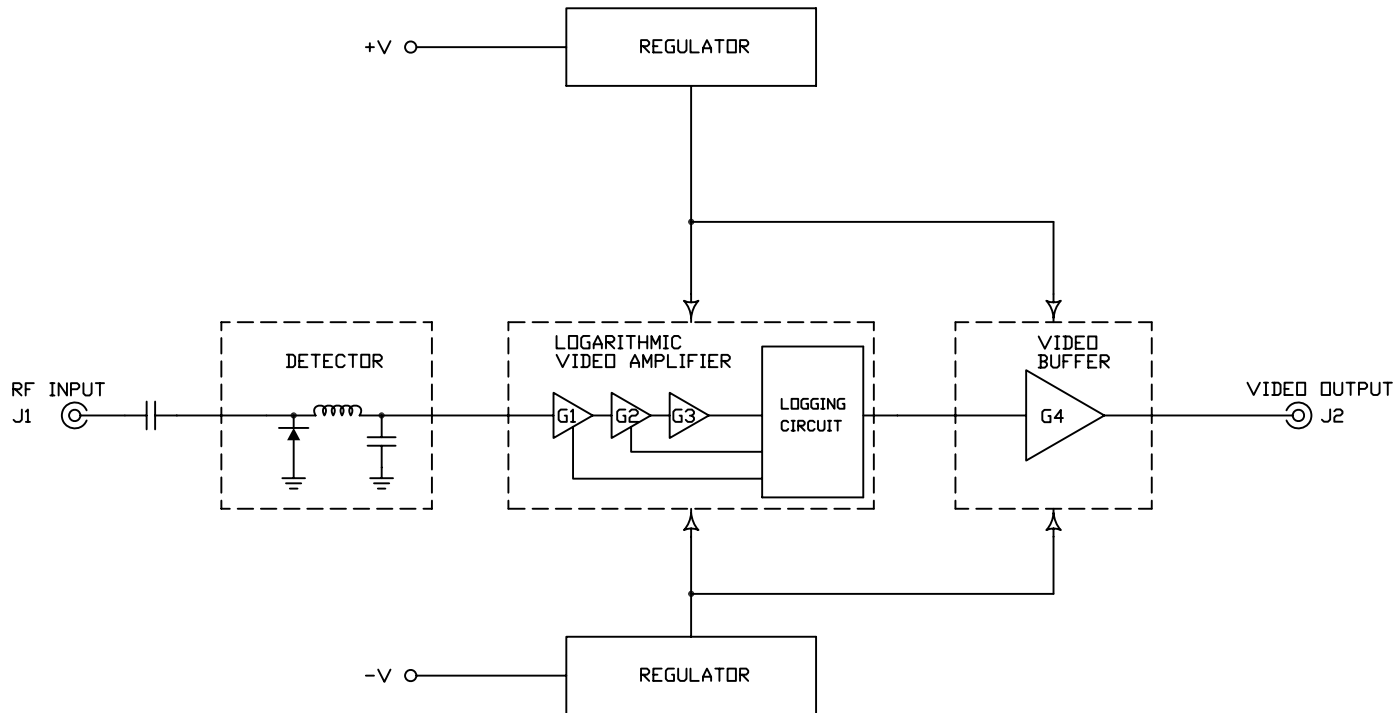 +V
REGULATOR
DETECTOR
LOGARITHMIC
VIDEO AMPLIFIER
VIDEO
BUFFER
RF INPUT
J1
G1
G2
G3
LOGGING
CIRCUIT
G4
VIDEO OUTPUT
J2
-V
REGULATOR